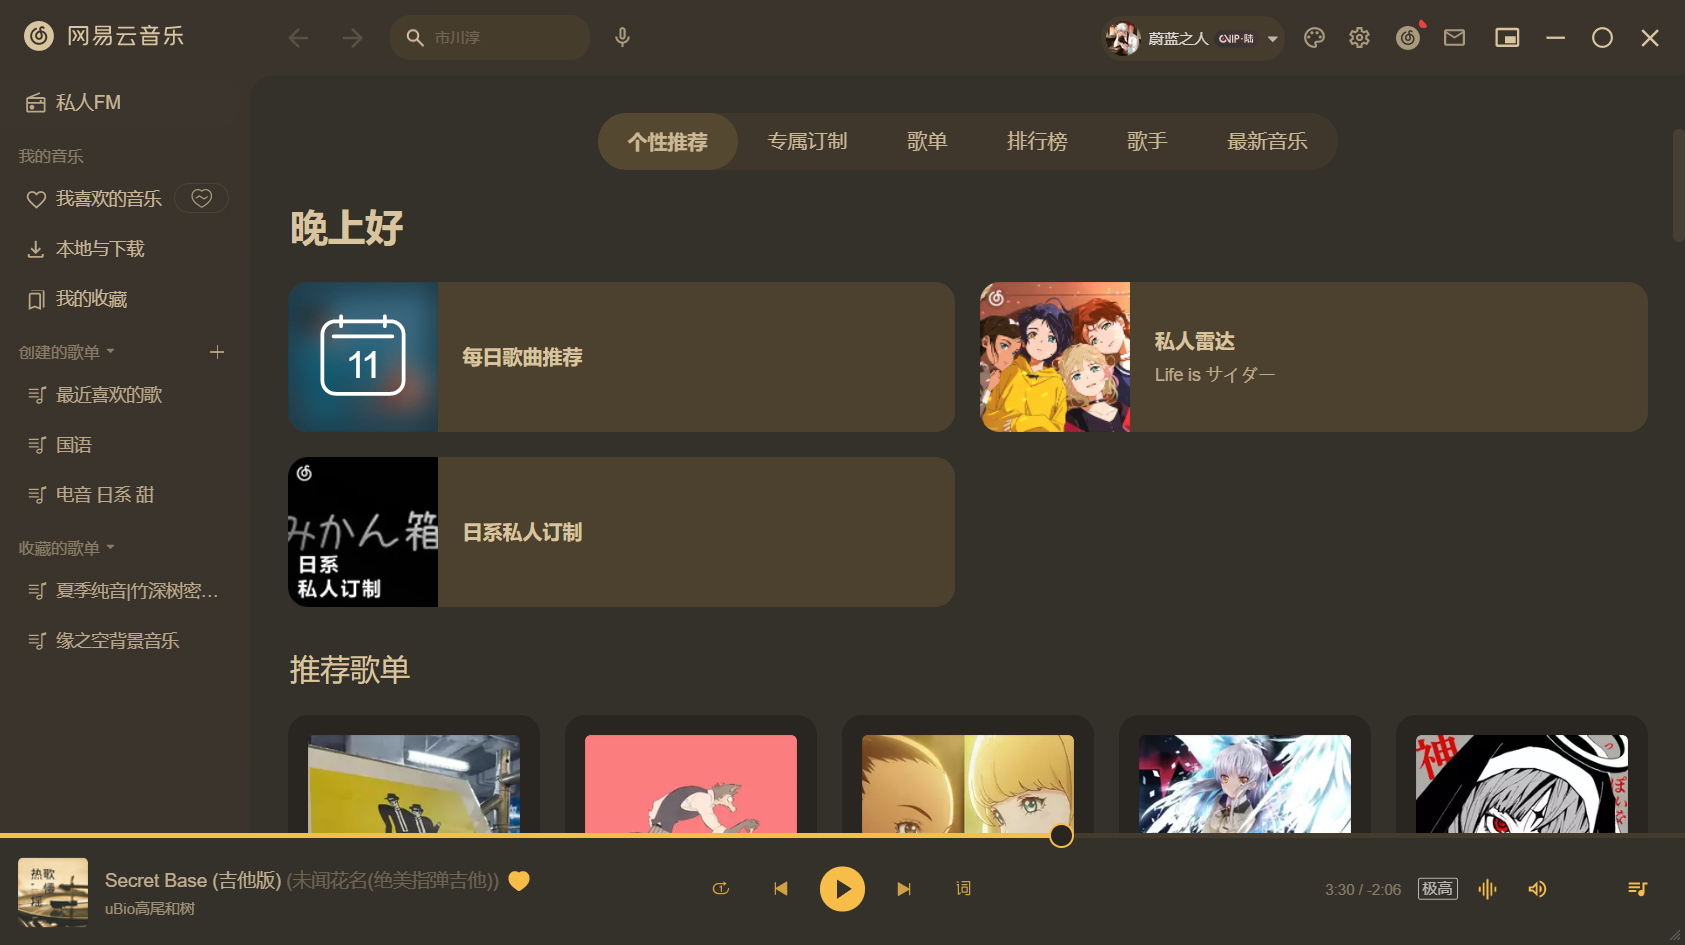 网易云音乐
市川淳
蔚蓝之人
VIP·陆
私人FM
我的音乐
我喜欢的音乐
本地与下载
我的收藏
创建的歌单
最近喜欢的歌
国语
电音 日系 甜
收藏的歌单
夏季纯音|竹深树密…
缘之空背景音乐
个性推荐
专属订制
歌单
排行榜
歌手
最新音乐
晚上好
11
每日歌曲推荐
私人雷达
Life is サイダー
みかん箱
日系
私人订制
日系私人订制
推荐歌单
神
っぽいな
热歌
Secret Base (吉他版) (未闻花名(绝美指弹吉他))
uBio高尾和树
词
3:30 / -2:06
极高